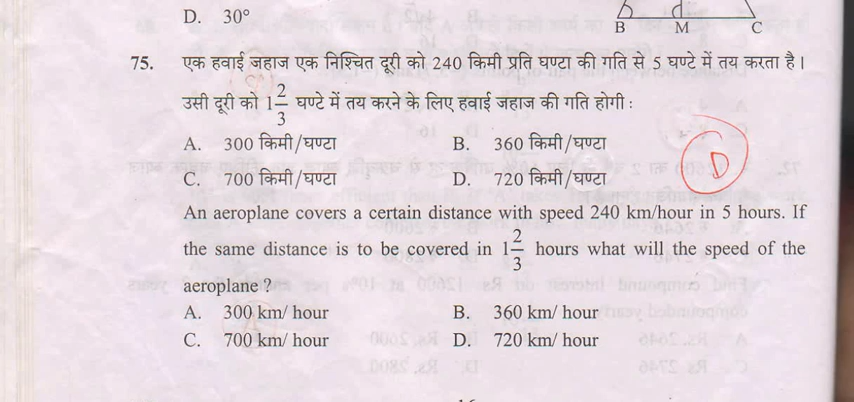 D. 30°
B M C
75. एक हवाई जहाज एक निश्चित दूरी को 240 किमी प्रति घण्टा की गति से 5 घण्टे में तय करता है।
उसी दूरी को 1 2/3 घण्टे में तय करने के लिए हवाई जहाज की गति होगी :
A. 300 किमी/घण्टा B. 360 किमी/घण्टा
C. 700 किमी/घण्टा D. 720 किमी/घण्टा
D
An aeroplane covers a certain distance with speed 240 km/hour in 5 hours. If
the same distance is to be covered in 1 2/3 hours what will the speed of the
aeroplane ?
A. 300 km/ hour B. 360 km/ hour
C. 700 km/ hour D. 720 km/ hour